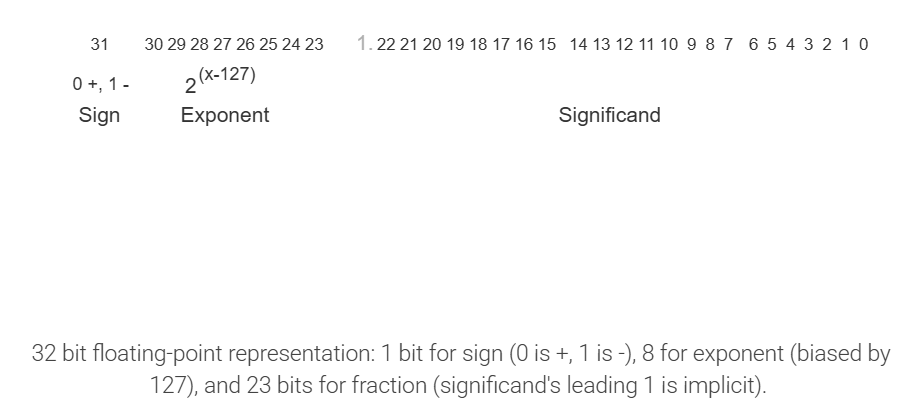 31 30 29 28 27 26 25 24 23 1. 22 21 20 19 18 17 16 15 14 13 12 11 10 9 8 7 6 5 4 3 2 1 0
0 +, 1 - 2^(x-127)
Sign Exponent Significand
32 bit floating-point representation: 1 bit for sign (0 is +, 1 is -), 8 for exponent (biased by
127), and 23 bits for fraction (significand's leading 1 is implicit).